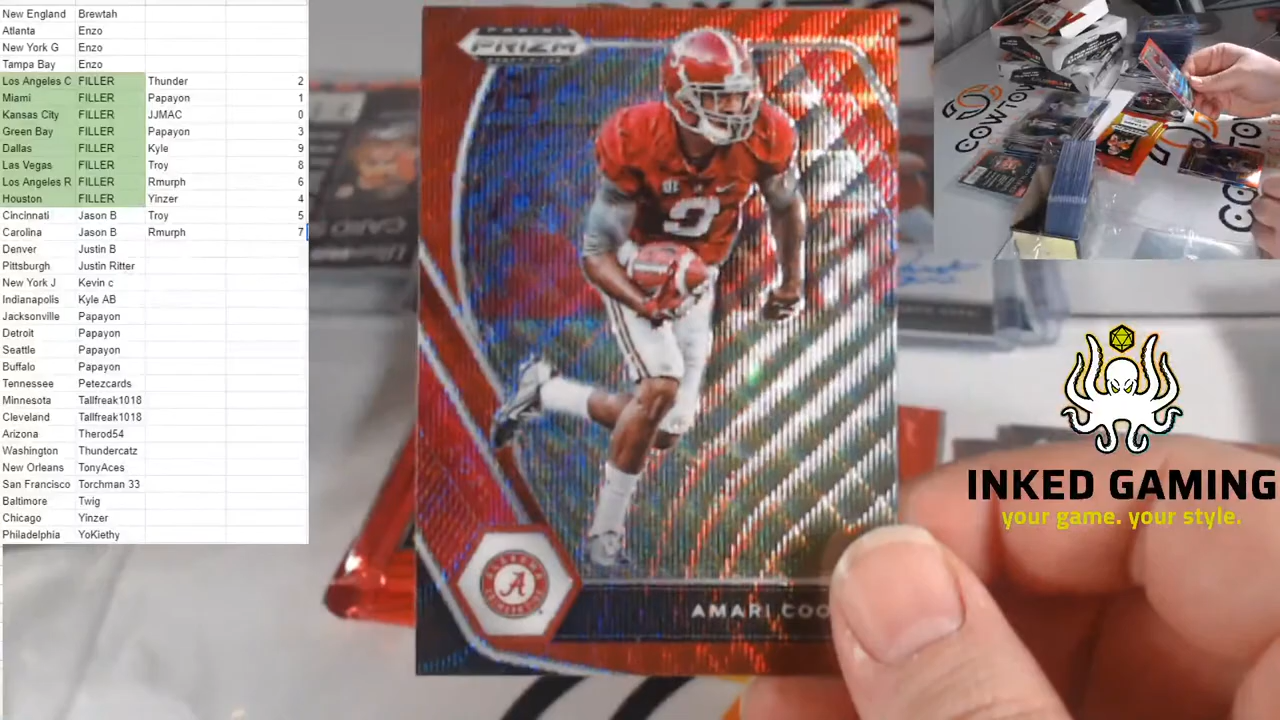 New England Brewtah
Atlanta Enzo
New York G Enzo
Tampa Bay Enzo
Los Angeles C FILLER Thunder 2
Miami FILLER Papayon 1
Kansas City FILLER JJMAC 0
Green Bay FILLER Papayon 3
Dallas FILLER Kyle 9
Las Vegas FILLER Troy 8
Los Angeles R FILLER Rmurph 6
Houston FILLER Yinzer 4
Cincinnati Jason B Troy 5
Carolina Jason B Rmurph 7
Denver Justin B
Pittsburgh Justin Ritter
New York J Kevin c
Indianapolis Kyle AB
Jacksonville Papayon
Detroit Papayon
Seattle Papayon
Buffalo Papayon
Tennessee Petezcards
Minnesota Tallfreak1018
Cleveland Tallfreak1018
Arizona Therod54
Washington Thundercatz
New Orleans TonyAces
San Francisco Torchman 33
Baltimore Twig
Chicago Yinzer
Philadelphia YoKiethy
PANINI
PRIZM
3
A
AMARI COO
COWTOW
INKED GAMING
your game. your style.